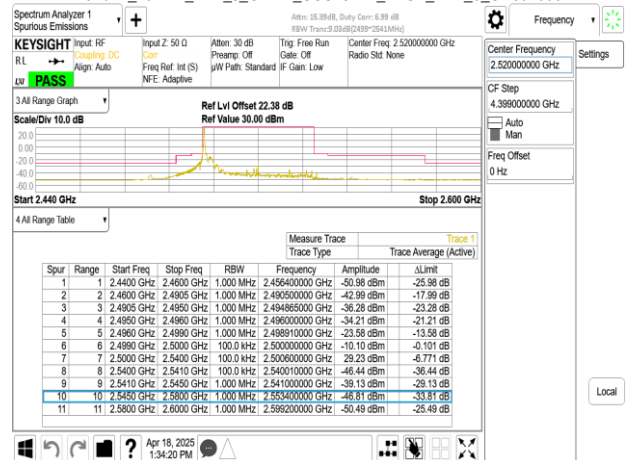 Spectrum Analyzer 1
Spurious Emissions
Attn: 15.39dB, Duty Corr: 6.99 dB
RBW Trans:9.03dB(2499~2541MHz)
Frequency
KEYSIGHT
RL
PASS
Input: RF
Coupling: DC
Align: Auto
Input Z: 50 Ω
Corr
Freq Ref: Int (S)
NFE: Adaptive
Atten: 30 dB
Preamp: Off
µW Path: Standard
Trig: Free Run
Gate: Off
IF Gain: Low
Center Freq: 2.520000000 GHz
Radio Std: None
Center Frequency
2.520000000 GHz
Settings
CF Step
4.399000000 GHz
Auto
Man
Freq Offset
0 Hz
3 All Range Graph
Ref Lvl Offset 22.38 dB
Scale/Div 10.0 dB
Ref Value 30.00 dBm
20.0
0.00
-20.0
-40.0
-60.0
Start 2.440 GHz
Stop 2.600 GHz
4 All Range Table
Measure Trace Trace 1
Trace Type Trace Average (Active)
Spur Range Start Freq Stop Freq RBW Frequency Amplitude ΔLimit
1 1 2.4400 GHz 2.4600 GHz 1.000 MHz 2.456400000 GHz -50.98 dBm -25.98 dB
2 2 2.4600 GHz 2.4905 GHz 1.000 MHz 2.490500000 GHz -42.99 dBm -17.99 dB
3 3 2.4905 GHz 2.4950 GHz 1.000 MHz 2.494865000 GHz -36.28 dBm -23.28 dB
4 4 2.4950 GHz 2.4960 GHz 1.000 MHz 2.496000000 GHz -34.21 dBm -21.21 dB
5 5 2.4960 GHz 2.4990 GHz 1.000 MHz 2.498910000 GHz -23.58 dBm -13.58 dB
6 6 2.4990 GHz 2.5000 GHz 100.0 kHz 2.500000000 GHz -10.10 dBm -0.101 dB
7 7 2.5000 GHz 2.5400 GHz 100.0 kHz 2.500600000 GHz 29.23 dBm -6.771 dB
8 8 2.5400 GHz 2.5410 GHz 100.0 kHz 2.540010000 GHz -46.44 dBm -36.44 dB
9 9 2.5410 GHz 2.5450 GHz 1.000 MHz 2.541000000 GHz -39.13 dBm -29.13 dB
10 10 2.5450 GHz 2.5800 GHz 1.000 MHz 2.553400000 GHz -46.81 dBm -33.81 dB
11 11 2.5800 GHz 2.6000 GHz 1.000 MHz 2.599200000 GHz -50.49 dBm -25.49 dB
Local
?
Apr 18, 2025
1:34:20 PM